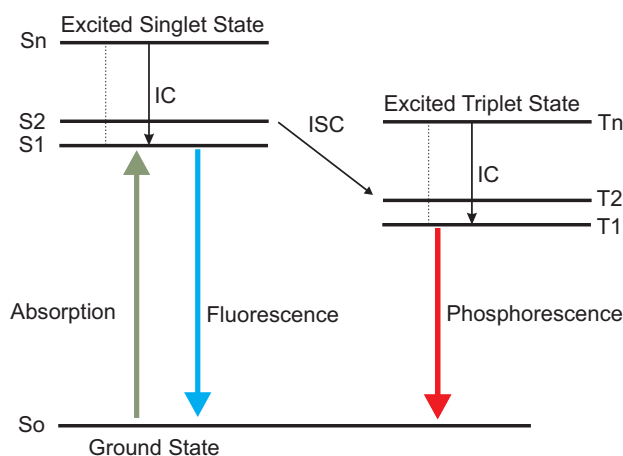 Excited Singlet State
Sn
IC
S2
S1
ISC
Excited Triplet State
Tn
IC
T2
T1
Absorption
Fluorescence
Phosphorescence
So
Ground State